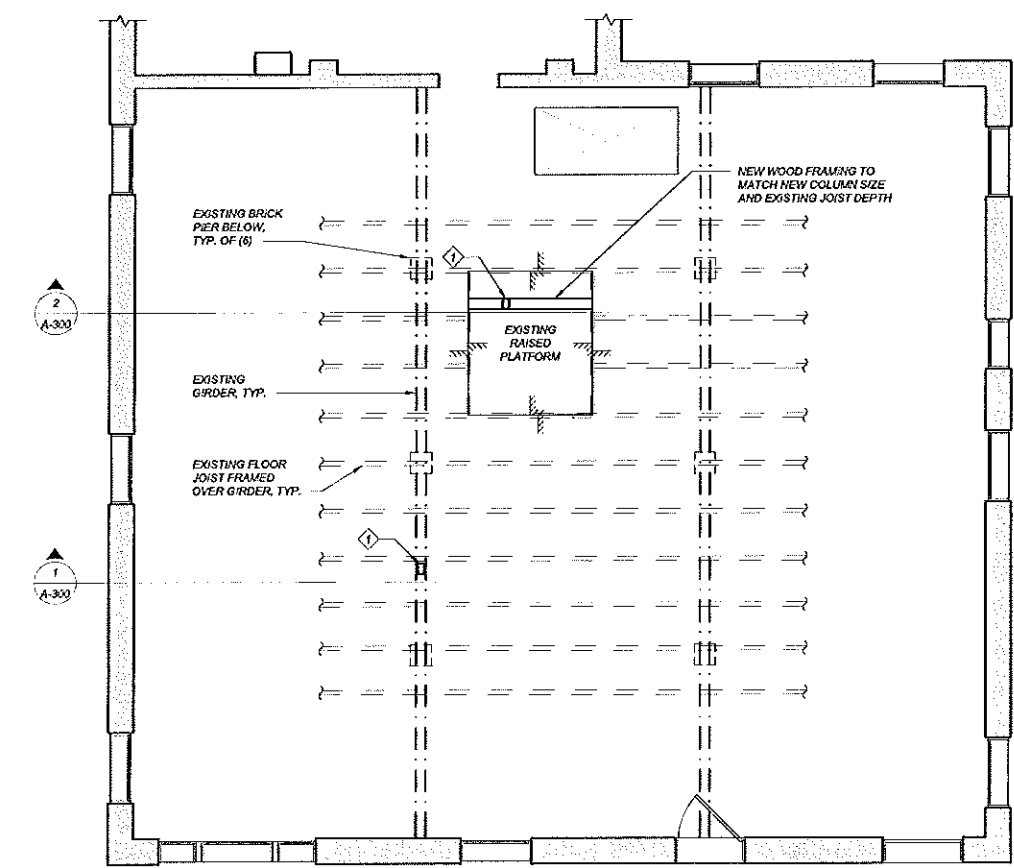 NEW WOOD FRAMING TO
MATCH NEW COLUMN SIZE
AND EXISTING JOIST DEPTH
EXISTING BRICK
PIER BELOW,
TYP. OF (6)
1
2
A-300
EXISTING
RAISED
PLATFORM
EXISTING
GIRDER, TYP.
EXISTING FLOOR
JOIST FRAMED
OVER GIRDER, TYP.
1
1
A-300